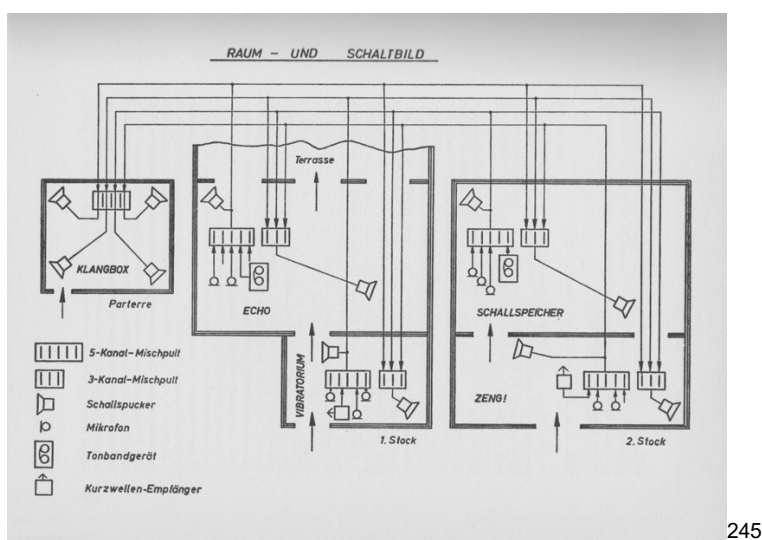 RAUM – UND SCHALTBILD
Terrasse
KLANGBOX
Parterre
ECHO
SCHALLSPEICHER
VIBRATORIUM
ZENG!
1. Stock
2. Stock
5-Kanal-Mischpult
3-Kanal-Mischpult
Schallspucker
Mikrofon
Tonbandgerät
Kurzwellen-Empfänger
245